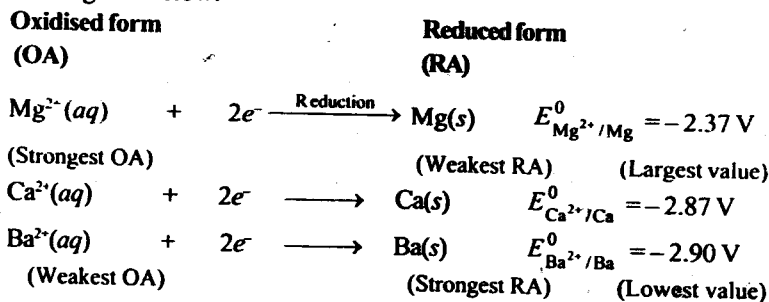 Oxidised form Reduced form
(OA) (RA)
Mg²⁺(aq) + 2e⁻ Reduction⟶ Mg(s) E⁰Mg²⁺/Mg = −2.37 V
(Strongest OA) (Weakest RA) (Largest value)
Ca²⁺(aq) + 2e⁻ ⟶ Ca(s) E⁰Ca²⁺/Ca = −2.87 V
Ba²⁺(aq) + 2e⁻ ⟶ Ba(s) E⁰Ba²⁺/Ba = −2.90 V
(Weakest OA) (Strongest RA) (Lowest value)